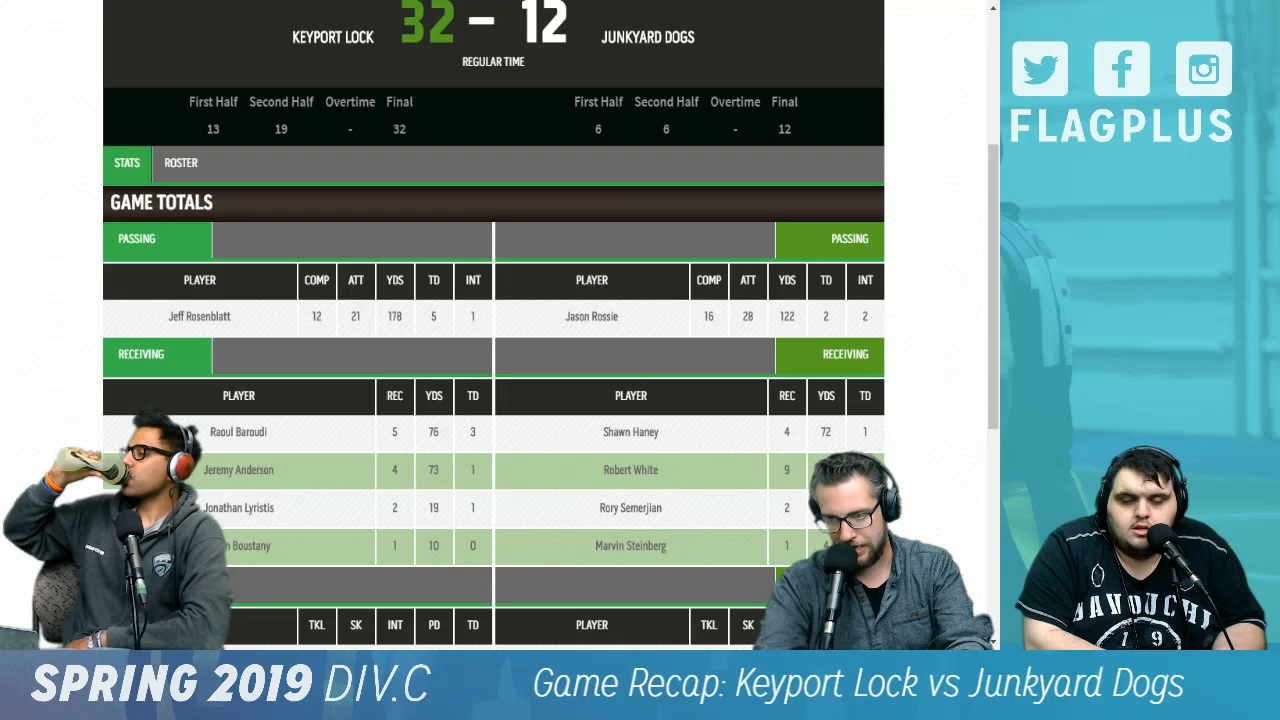 KEYPORT LOCK 32 – 12 JUNKYARD DOGS
REGULAR TIME
First Half Second Half Overtime Final First Half Second Half Overtime Final
13 19 - 32 6 6 - 12
STATS ROSTER
GAME TOTALS
PASSING PASSING
PLAYER COMP ATT YDS TD INT PLAYER COMP ATT YDS TD INT
Jeff Rosenblatt 12 21 178 5 1 Jason Rossie 16 28 122 2 2
RECEIVING RECEIVING
PLAYER REC YDS TD PLAYER REC YDS TD
Raoul Baroudi 5 76 3 Shawn Haney 4 72 1
Jeremy Anderson 4 73 1 Robert White 9
Jonathan Lyristis 2 19 1 Rory Semerjian 2
Boustany 1 10 0 Marvin Steinberg 1
TKL SK INT PD TD PLAYER TKL SK
FLAGPLUS
SPRING 2019 DIV.C
Game Recap: Keyport Lock vs Junkyard Dogs